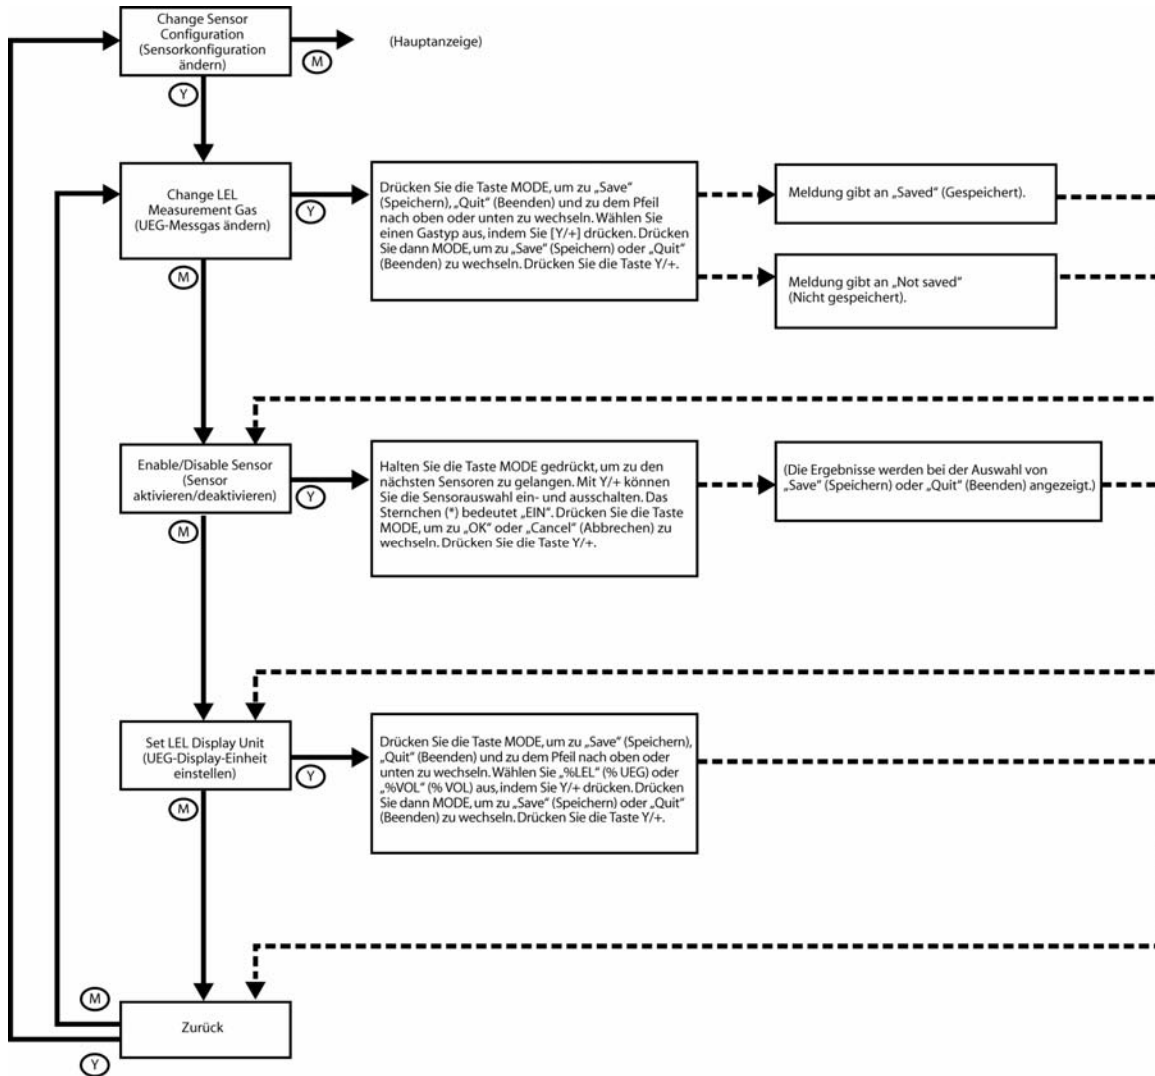 Change Sensor
Configuration
(Sensorkonfiguration
ändern)
M
(Hauptanzeige)
Y
Change LEL
Measurement Gas
(UEG-Messgas ändern)
Y
Drücken Sie die Taste MODE, um zu „Save“
(Speichern), „Quit“ (Beenden) und zu dem Pfeil
nach oben oder unten zu wechseln. Wählen Sie
einen Gastyp aus, indem Sie [Y/+] drücken. Drücken
Sie dann MODE, um zu „Save“ (Speichern) oder „Quit“
(Beenden) zu wechseln. Drücken Sie die Taste Y/+.
Meldung gibt an „Saved“ (Gespeichert).
Meldung gibt an „Not saved“
(Nicht gespeichert).
M
Enable/Disable Sensor
(Sensor
aktivieren/deaktivieren)
Y
Halten Sie die Taste MODE gedrückt, um zu den
nächsten Sensoren zu gelangen. Mit Y/+ können
Sie die Sensorauswahl ein- und ausschalten. Das
Sternchen (*) bedeutet „EIN“. Drücken Sie die Taste
MODE, um zu „OK“ oder „Cancel“ (Abbrechen) zu
wechseln. Drücken Sie die Taste Y/+.
(Die Ergebnisse werden bei der Auswahl von
„Save“ (Speichern) oder „Quit“ (Beenden) angezeigt.)
M
Set LEL Display Unit
(UEG-Display-Einheit
einstellen)
Y
Drücken Sie die Taste MODE, um zu „Save“ (Speichern),
„Quit“ (Beenden) und zu dem Pfeil nach oben oder
unten zu wechseln. Wählen Sie „%LEL“ (% UEG) oder
„%VOL“ (% VOL) aus, indem Sie Y/+ drücken. Drücken
Sie dann MODE, um zu „Save“ (Speichern) oder „Quit“
(Beenden) zu wechseln. Drücken Sie die Taste Y/+.
M
M
Zurück
Y